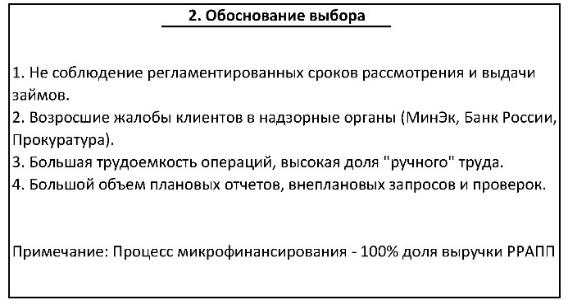 2. Обоснование выбора
1. Не соблюдение регламентированных сроков рассмотрения и выдачи
займов.
2. Возросшие жалобы клиентов в надзорные органы (МинЭк, Банк России,
Прокуратура).
3. Большая трудоемкость операций, высокая доля "ручного" труда.
4. Большой объем плановых отчетов, внеплановых запросов и проверок.
Примечание: Процесс микрофинансирования - 100% доля выручки РРАПП